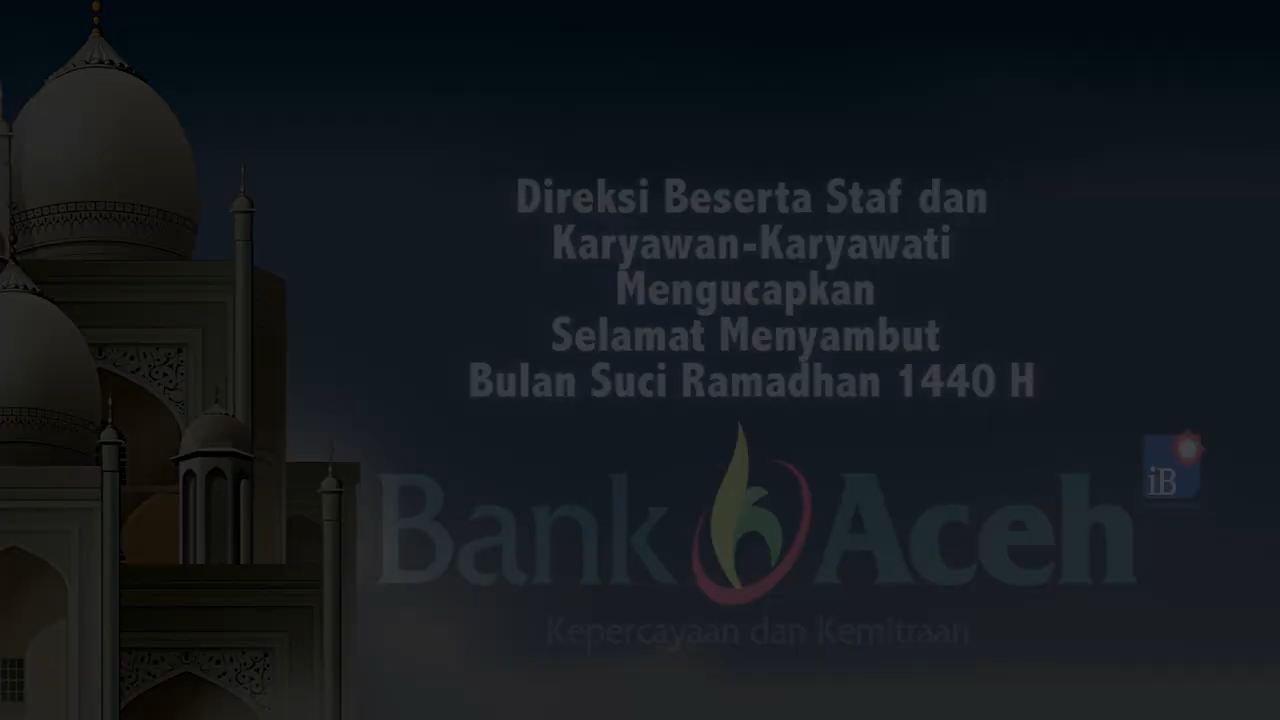 Direksi Beserta Staf dan
Karyawan-Karyawati
Mengucapkan
Selamat Menyambut
Bulan Suci Ramadhan 1440 H
Bank Aceh iB
Kepercayaan dan Kemitraan